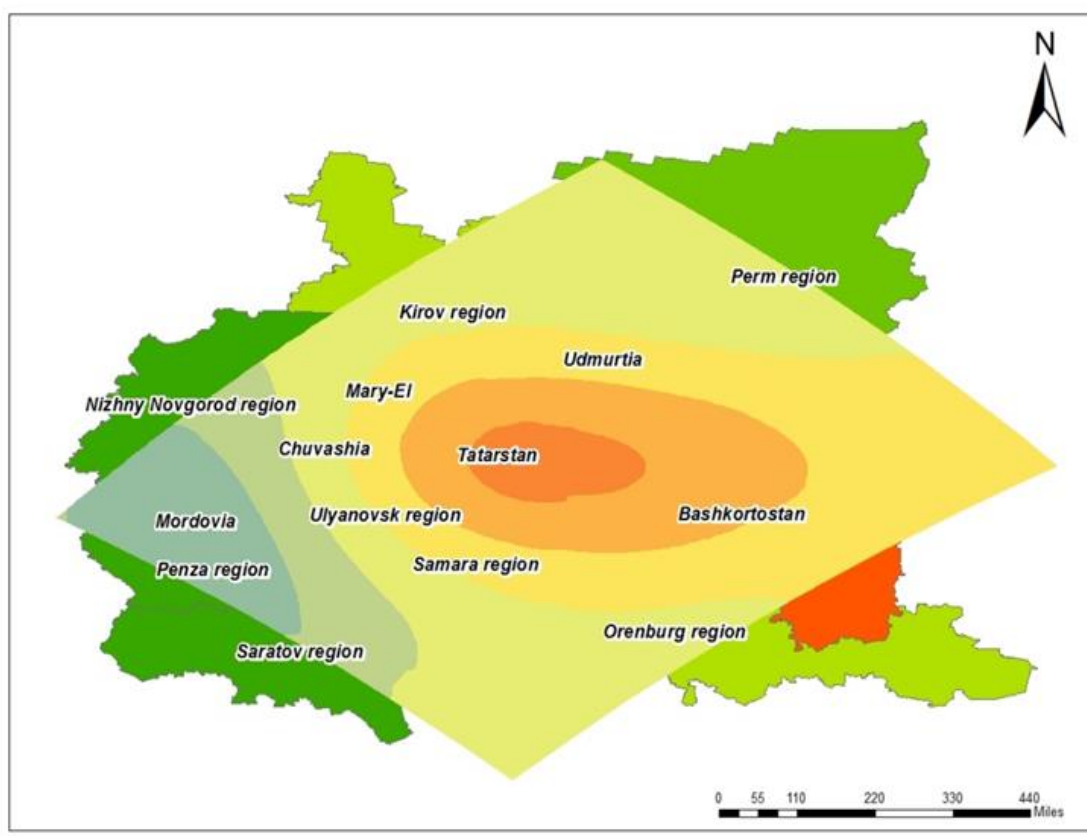 N
Perm region
Kirov region
Udmurtia
Mary-El
Nizhny Novgorod region
Chuvashia
Tatarstan
Mordovia
Ulyanovsk region
Bashkortostan
Penza region
Samara region
Orenburg region
Saratov region
0 55 110 220 330 440
Miles